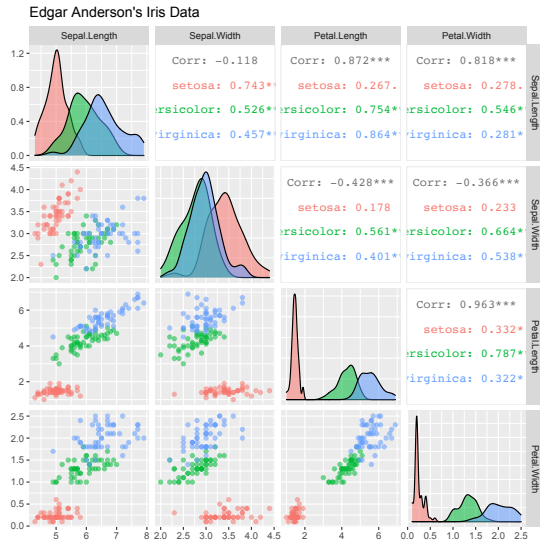 Edgar Anderson's Iris Data
Sepal.Length Sepal.Width Petal.Length Petal.Width
1.2
0.8
0.4
0.0
Corr: -0.118
setosa: 0.743*
ersicolor: 0.526**
virginica: 0.457*
Corr: 0.872***
setosa: 0.267.
ersicolor: 0.754**
virginica: 0.864*
Corr: 0.818***
setosa: 0.278.
ersicolor: 0.546**
virginica: 0.281*
Sepal.Length
4.5
4.0
3.5
3.0
2.5
2.0
Corr: -0.428***
setosa: 0.178
ersicolor: 0.561**
virginica: 0.401*
Corr: -0.366***
setosa: 0.233
ersicolor: 0.664**
virginica: 0.538*
Sepal.Width
6
4
2
Corr: 0.963***
setosa: 0.332*
ersicolor: 0.787**
virginica: 0.322*
Petal.Length
2.5
2.0
1.5
1.0
0.5
0.0
Petal.Width
5 6 7 8 2.0 2.5 3.0 3.5 4.0 4.5 2 4 6 0.0 0.5 1.0 1.5 2.0 2.5